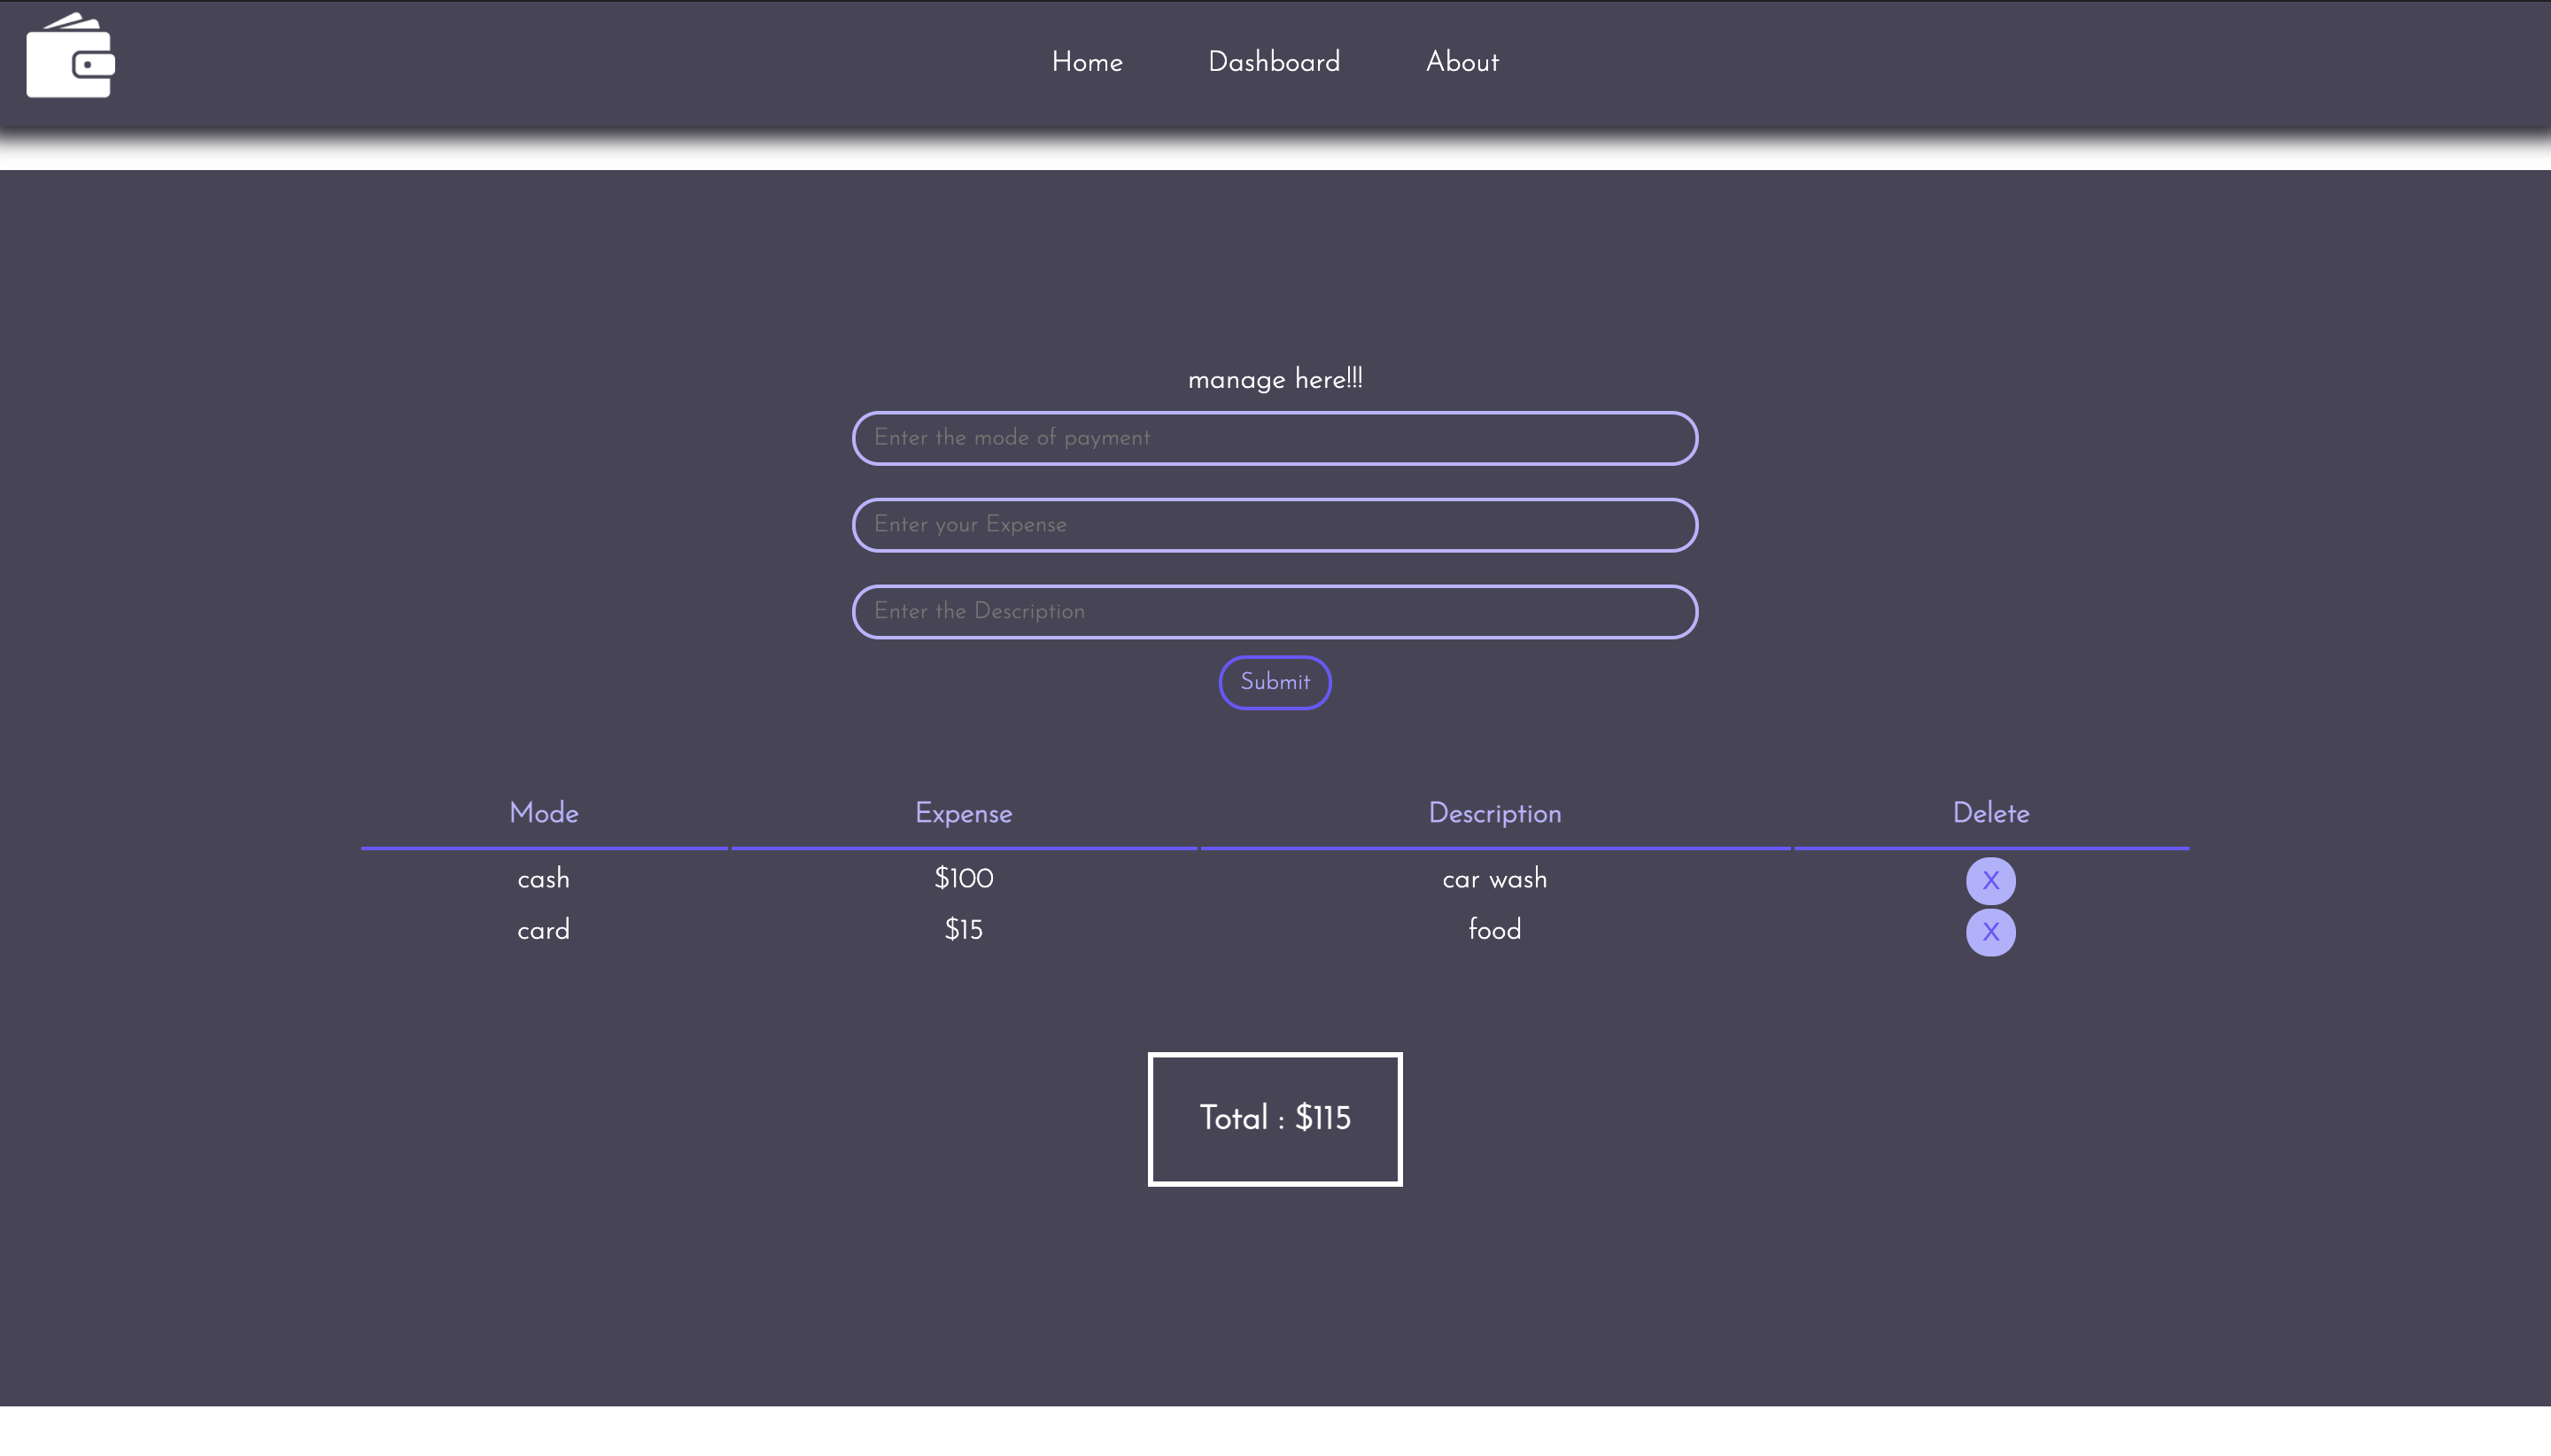 Home Dashboard About
manage here!!!
Enter the mode of payment
Enter your Expense
Enter the Description
Submit
Mode Expense Description Delete
cash $100 car wash X
card $15 food X
Total : $115